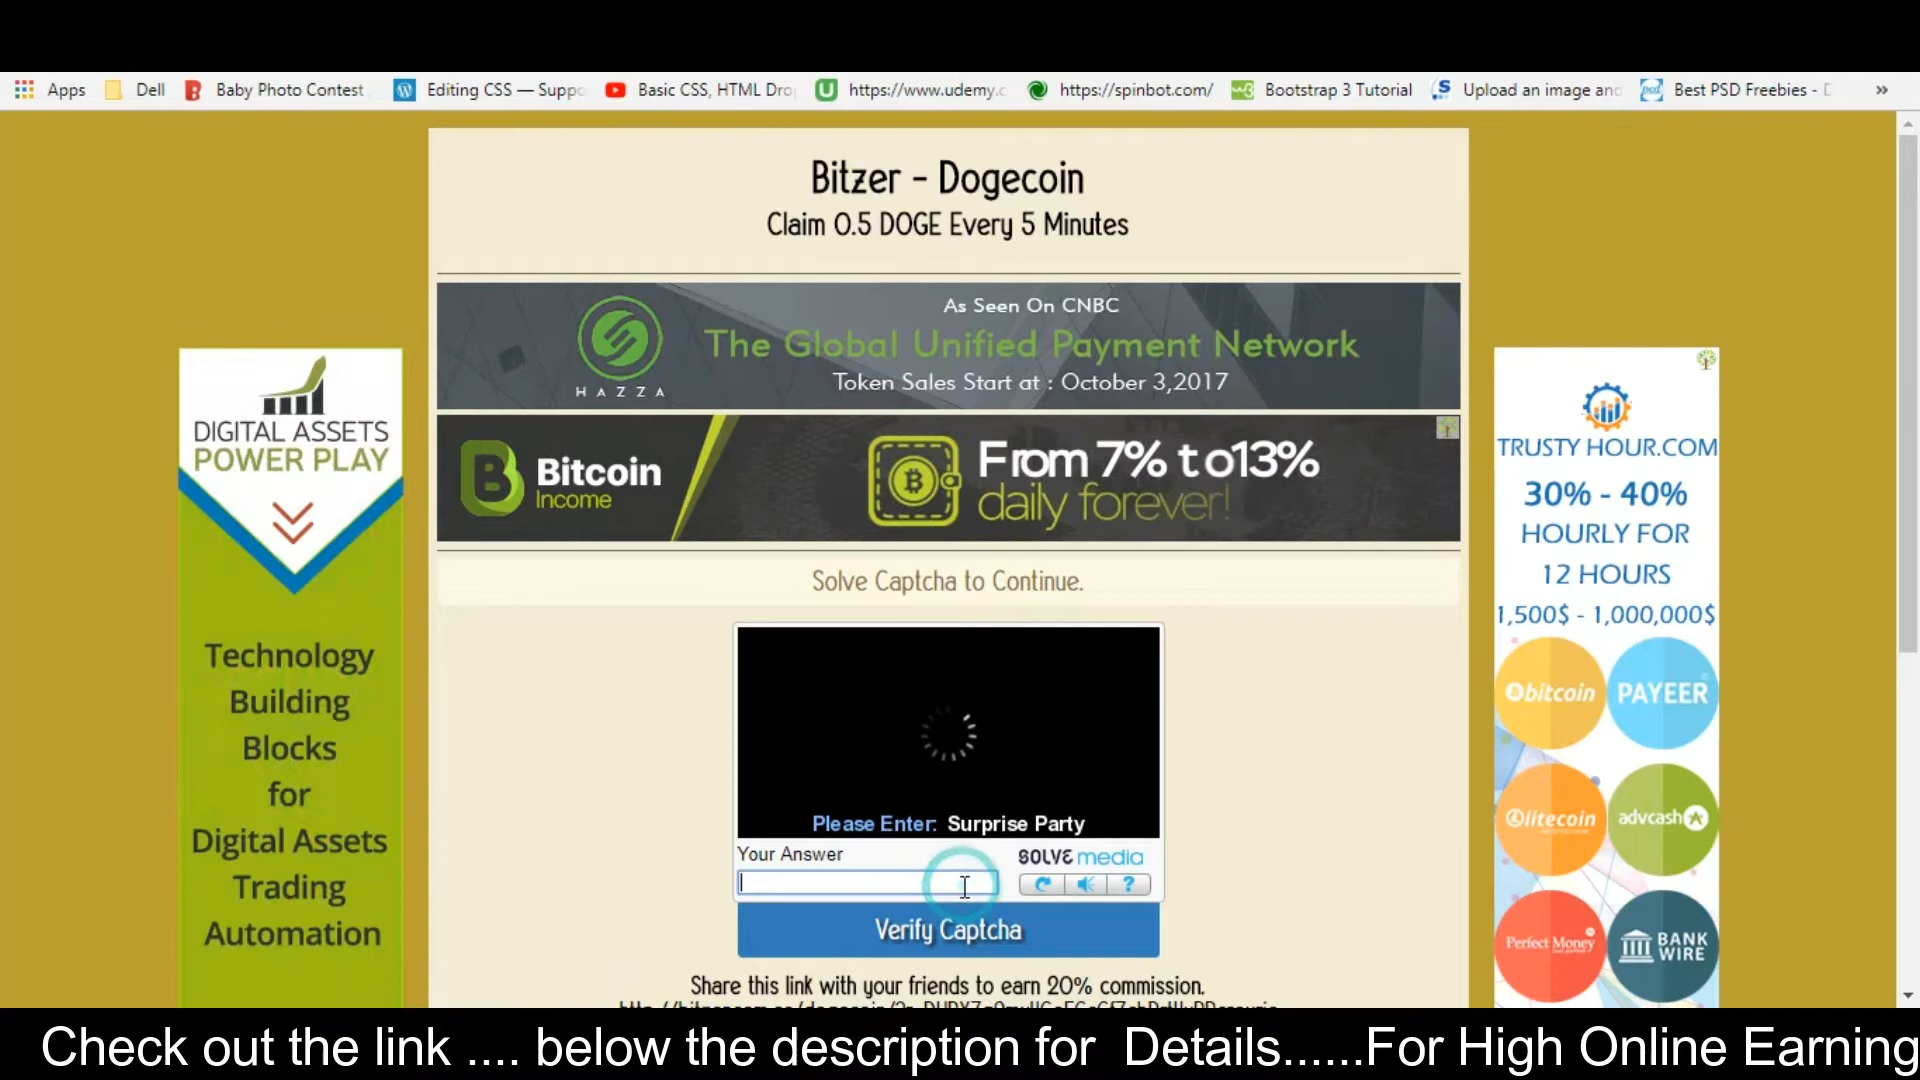 Apps Dell Baby Photo Contest Editing CSS — Suppo Basic CSS, HTML Dro https://www.udemy.c https://spinbot.com/ Bootstrap 3 Tutorial Upload an image and Best PSD Freebies - D »
Bitzer - Dogecoin
Claim 0.5 DOGE Every 5 Minutes
As Seen On CNBC
The Global Unified Payment Network
Token Sales Start at : October 3,2017
HAZZA
Bitcoin
Income
From 7% to13%
daily forever!
DIGITAL ASSETS
POWER PLAY
Technology
Building
Blocks
for
Digital Assets
Trading
Automation
TRUSTY HOUR.COM
30% - 40%
HOURLY FOR
12 HOURS
1,500$ - 1,000,000$
bitcoin PAYEER
litecoin advcash
Perfect Money BANK
WIRE
Solve Captcha to Continue.
Please Enter: Surprise Party
Your Answer
SOLVE media
?
Verify Captcha
Share this link with your friends to earn 20% commission.
Check out the link .... below the description for Details......For High Online Earning